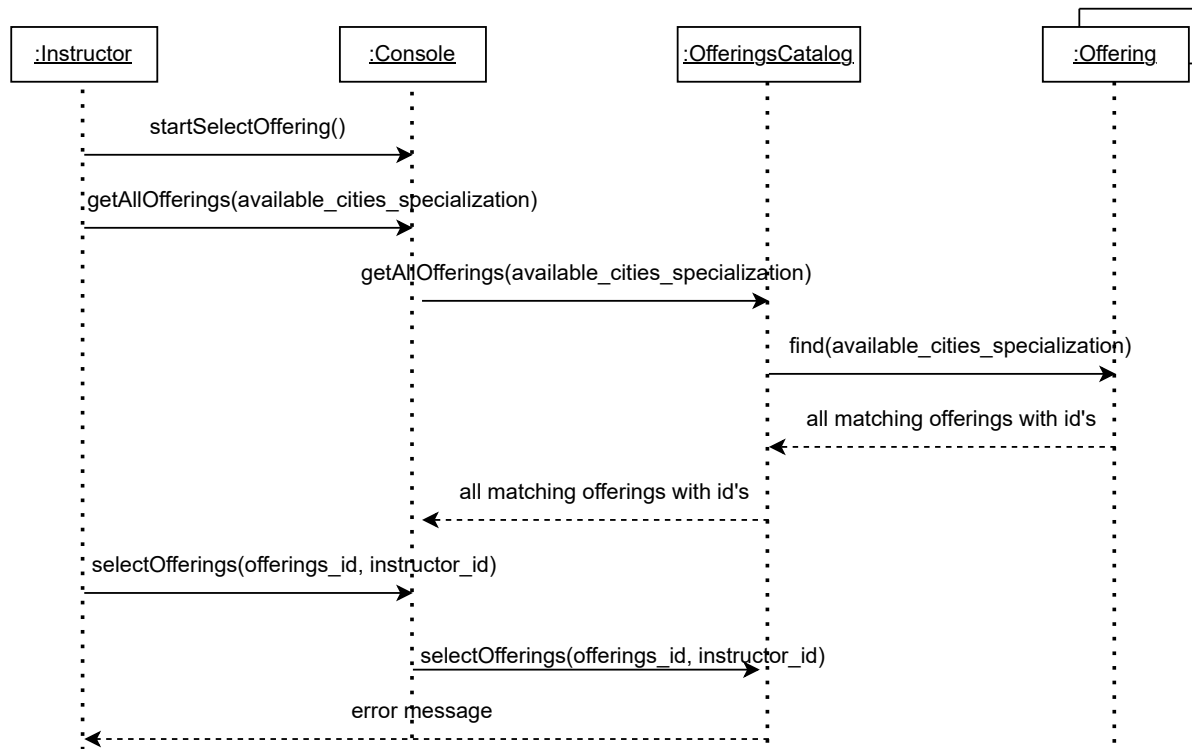 :Instructor
:Console
:OfferingsCatalog
:Offering
startSelectOffering()
getAllOfferings(available_cities_specialization)
getAllOfferings(available_cities_specialization)
find(available_cities_specialization)
all matching offerings with id's
all matching offerings with id's
selectOfferings(offerings_id, instructor_id)
selectOfferings(offerings_id, instructor_id)
error message